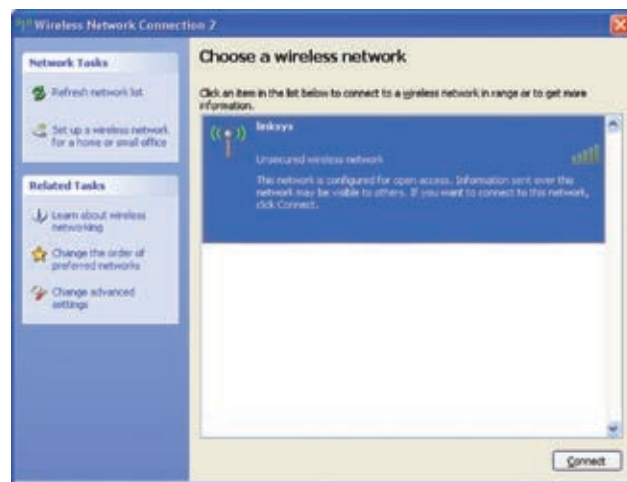 Wireless Network Connection 2
Network Tasks
Refresh network list
Set up a wireless network
for a home or small office
Related Tasks
Learn about wireless
networking
Change the order of
preferred networks
Change advanced
settings
Choose a wireless network
Click an item in the list below to connect to a wireless network in range or to get more
information.
linksys
Unsecured wireless network
This network is configured for open access. Information sent over this
network may be visible to others. If you want to connect to this network,
click Connect.
Connect